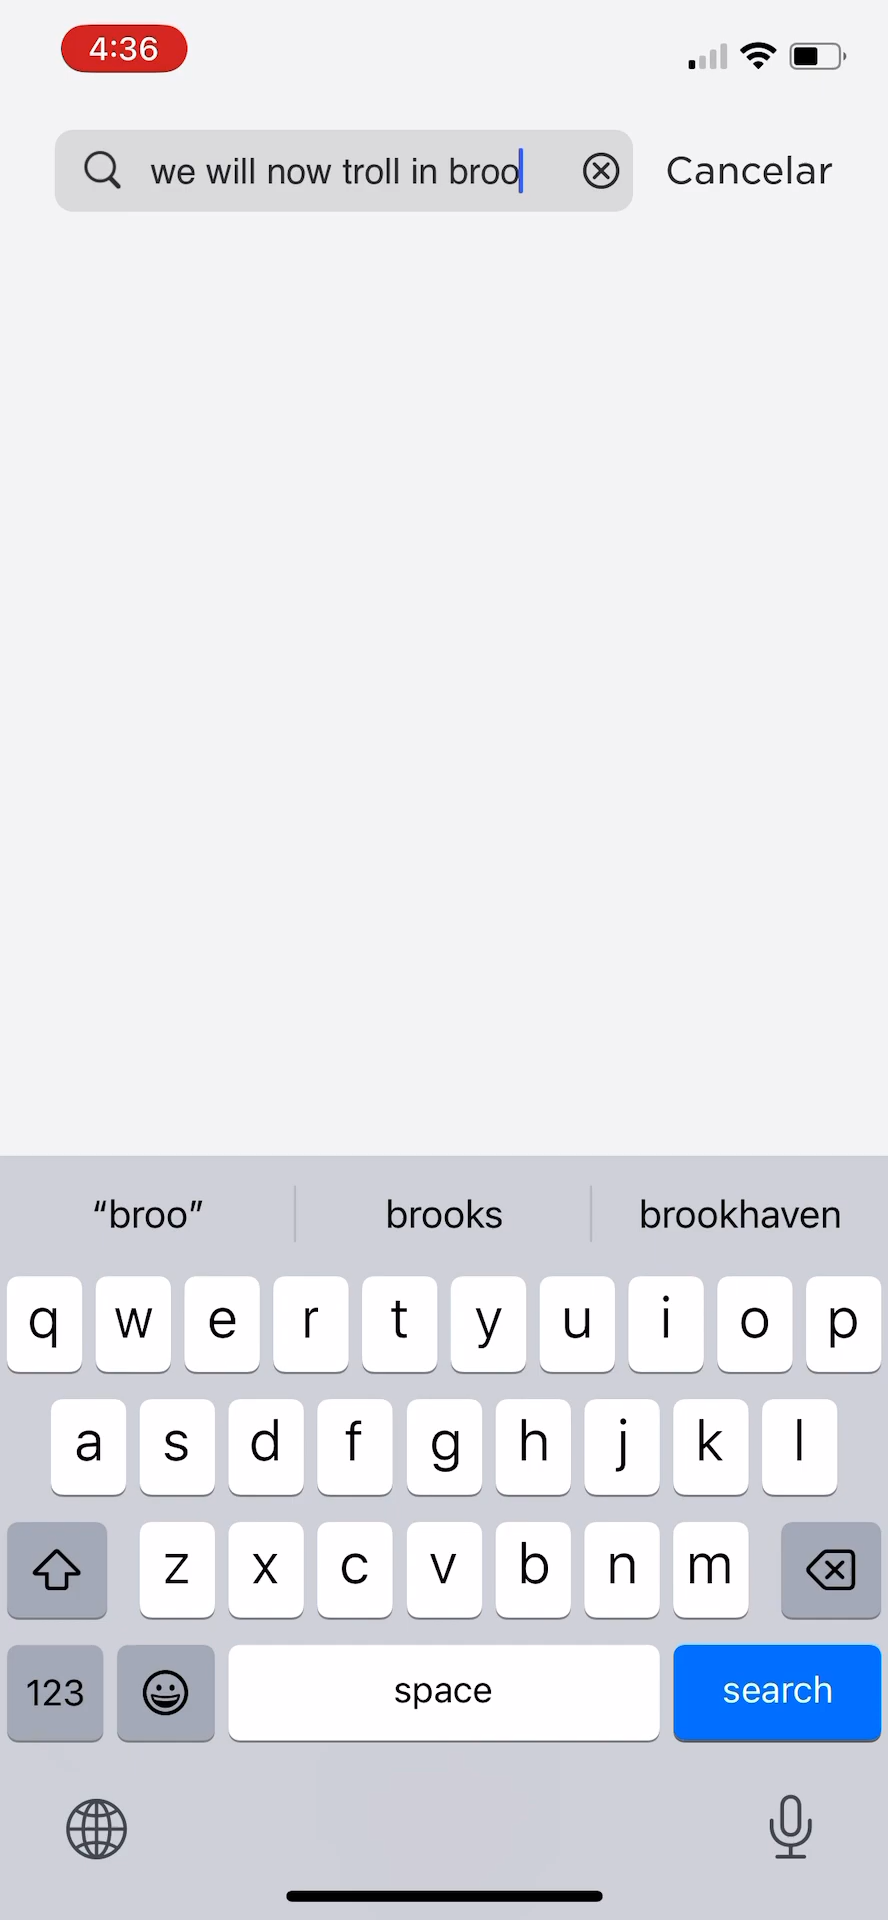 4:36
we will now troll in broo Cancelar
“broo” brooks brookhaven
q w e r t y u i o p
a s d f g h j k l
z x c v b n m
123 space search